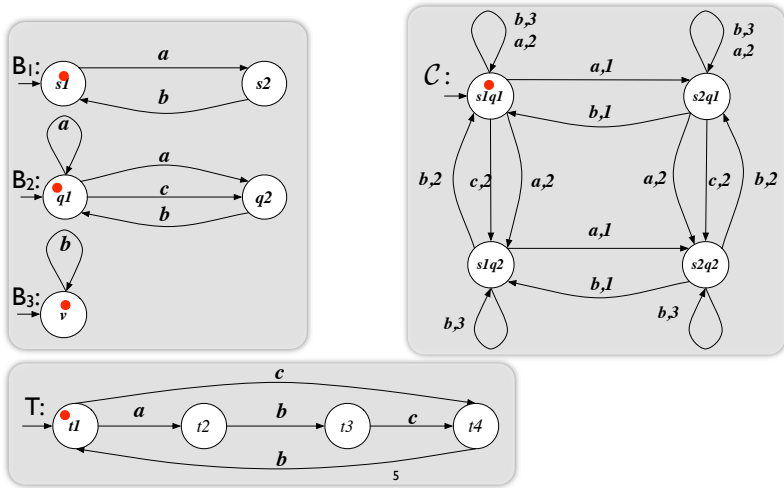 B1:
s1
a
s2
b
a
B2:
q1
a
c
q2
b
b
B3:
v
C:
b,3
a,2
b,3
a,2
s1q1
a,1
s2q1
b,1
b,2
c,2
a,2
a,2
c,2
b,2
s1q2
a,1
s2q2
b,1
b,3
b,3
T:
c
t1
a
t2
b
t3
c
t4
b
5